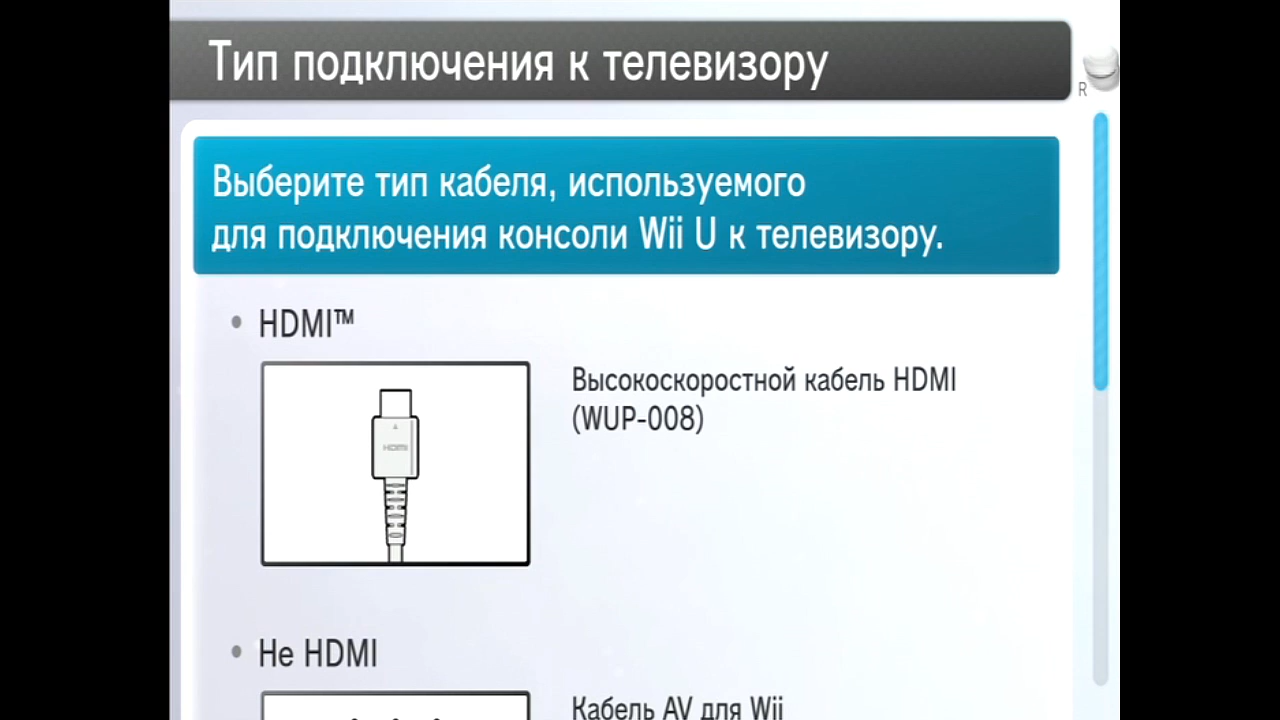 Тип подключения к телевизору
R
Выберите тип кабеля, используемого
для подключения консоли Wii U к телевизору.
• HDMI™
Высокоскоростной кабель HDMI
(WUP-008)
HDMI
• Не HDMI
Кабель AV для Wii